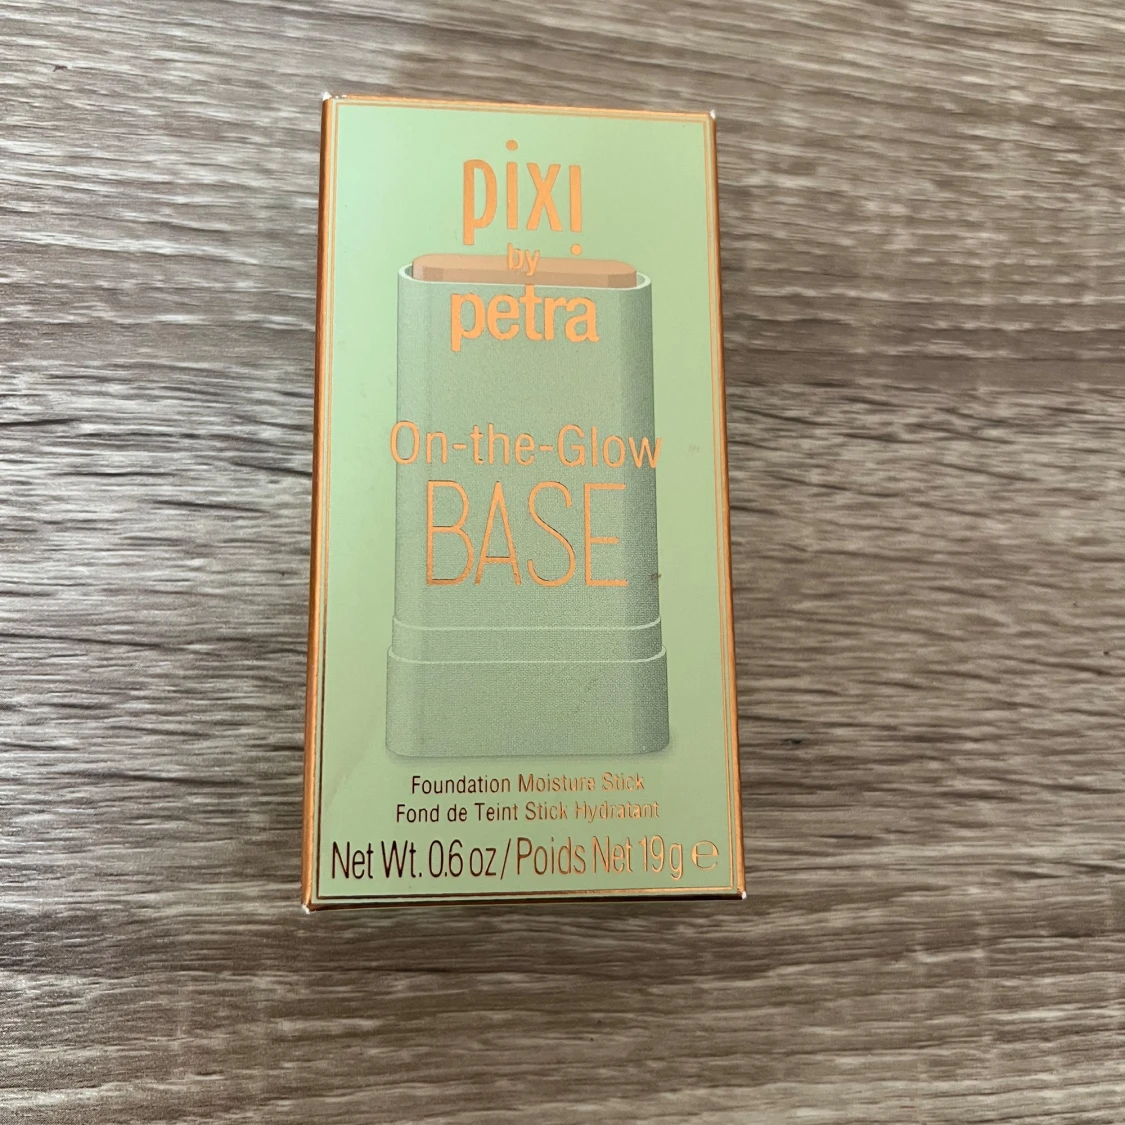 pixi
by
petra
On-the-Glow
BASE
Foundation Moisture Stick
Fond de Teint Stick Hydratant
Net Wt. 0.6 oz / Poids Net 19 g ℮